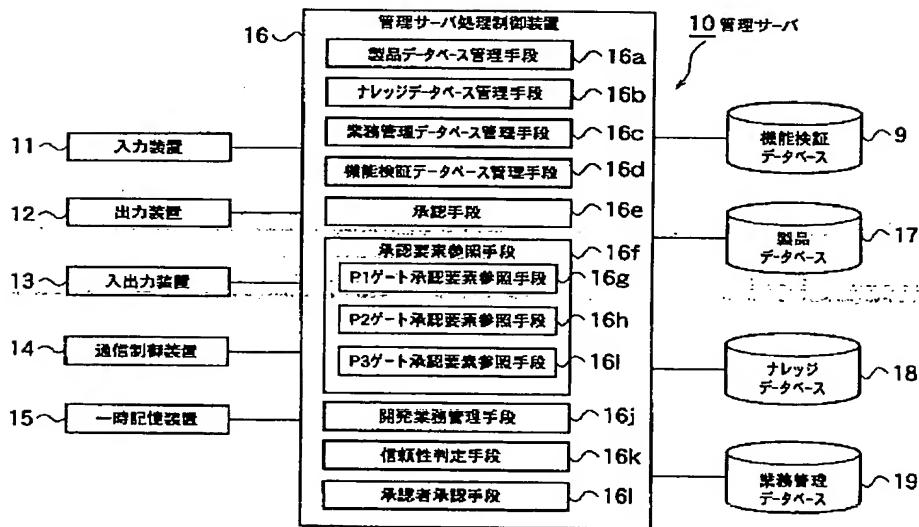 管理サーバ処理制御装置
16
10 管理サーバ
製品データベース管理手段
16a
ナレッジデータベース管理手段
16b
業務管理データベース管理手段
16c
機能検証データベース管理手段
16d
承認手段
16e
承認要素参照手段
16f
P1ゲート承認要素参照手段
16g
P2ゲート承認要素参照手段
16h
P3ゲート承認要素参照手段
16i
開発業務管理手段
16j
信頼性判定手段
16k
承認者承認手段
16l
11
入力装置
12
出力装置
13
入出力装置
14
通信制御装置
15
一時記憶装置
機能検証
データベース
9
製品
データベース
17
ナレッジ
データベース
18
業務管理
データベース
19